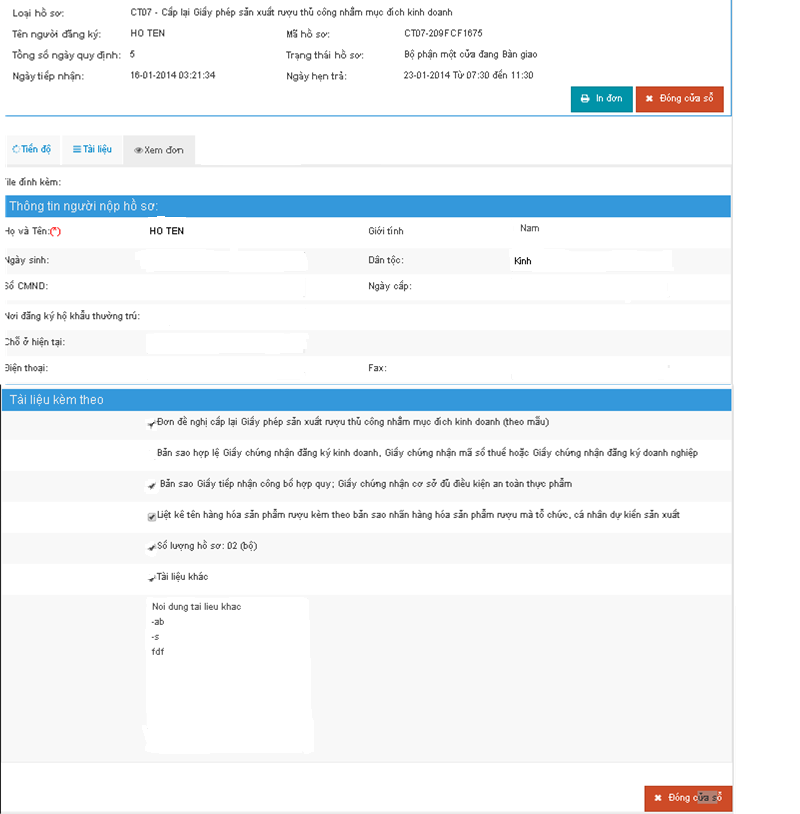 Loại hồ sơ: CT07 - Cấp lại Giấy phép sản xuất rượu thủ công nhằm mục đích kinh doanh
Tên người đăng ký: HO TEN Mã hồ sơ: CT07-209FCF1675
Tổng số ngày quy định: 5 Trạng thái hồ sơ: Bộ phận một cửa đang Bàn giao
Ngày tiếp nhận: 16-01-2014 03:21:34 Ngày hẹn trả: 23-01-2014 Từ 07:30 đến 11:30
In đơn Đóng cửa sổ
Tiến độ Tài liệu Xem đơn
đính kèm:
Thông tin người nộp hồ sơ:
Họ và Tên:(*) HO TEN Giới tính Nam
Ngày sinh: Dân tộc: Kinh
Số CMND: Ngày cấp:
Nơi đăng ký hộ khẩu thường trú:
Chỗ ở hiện tại:
Điện thoại: Fax:
Tài liệu kèm theo
Đơn đề nghị cấp lại Giấy phép sản xuất rượu thủ công nhằm mục đích kinh doanh (theo mẫu)
Bản sao hợp lệ Giấy chứng nhận đăng ký kinh doanh, Giấy chứng nhận mã số thuế hoặc Giấy chứng nhận đăng ký doanh nghiệp
Bản sao Giấy tiếp nhận công bố hợp quy; Giấy chứng nhận cơ sở đủ điều kiện an toàn thực phẩm
Liệt kê tên hàng hóa sản phẩm rượu kèm theo bản sao nhãn hàng hóa sản phẩm rượu mà tổ chức, cá nhân dự kiến sản xuất
Số lượng hồ sơ: 02 (bộ)
Tài liệu khác
Noi dung tai lieu khac
-ab
-s
fdf
Đóng cửa sổ